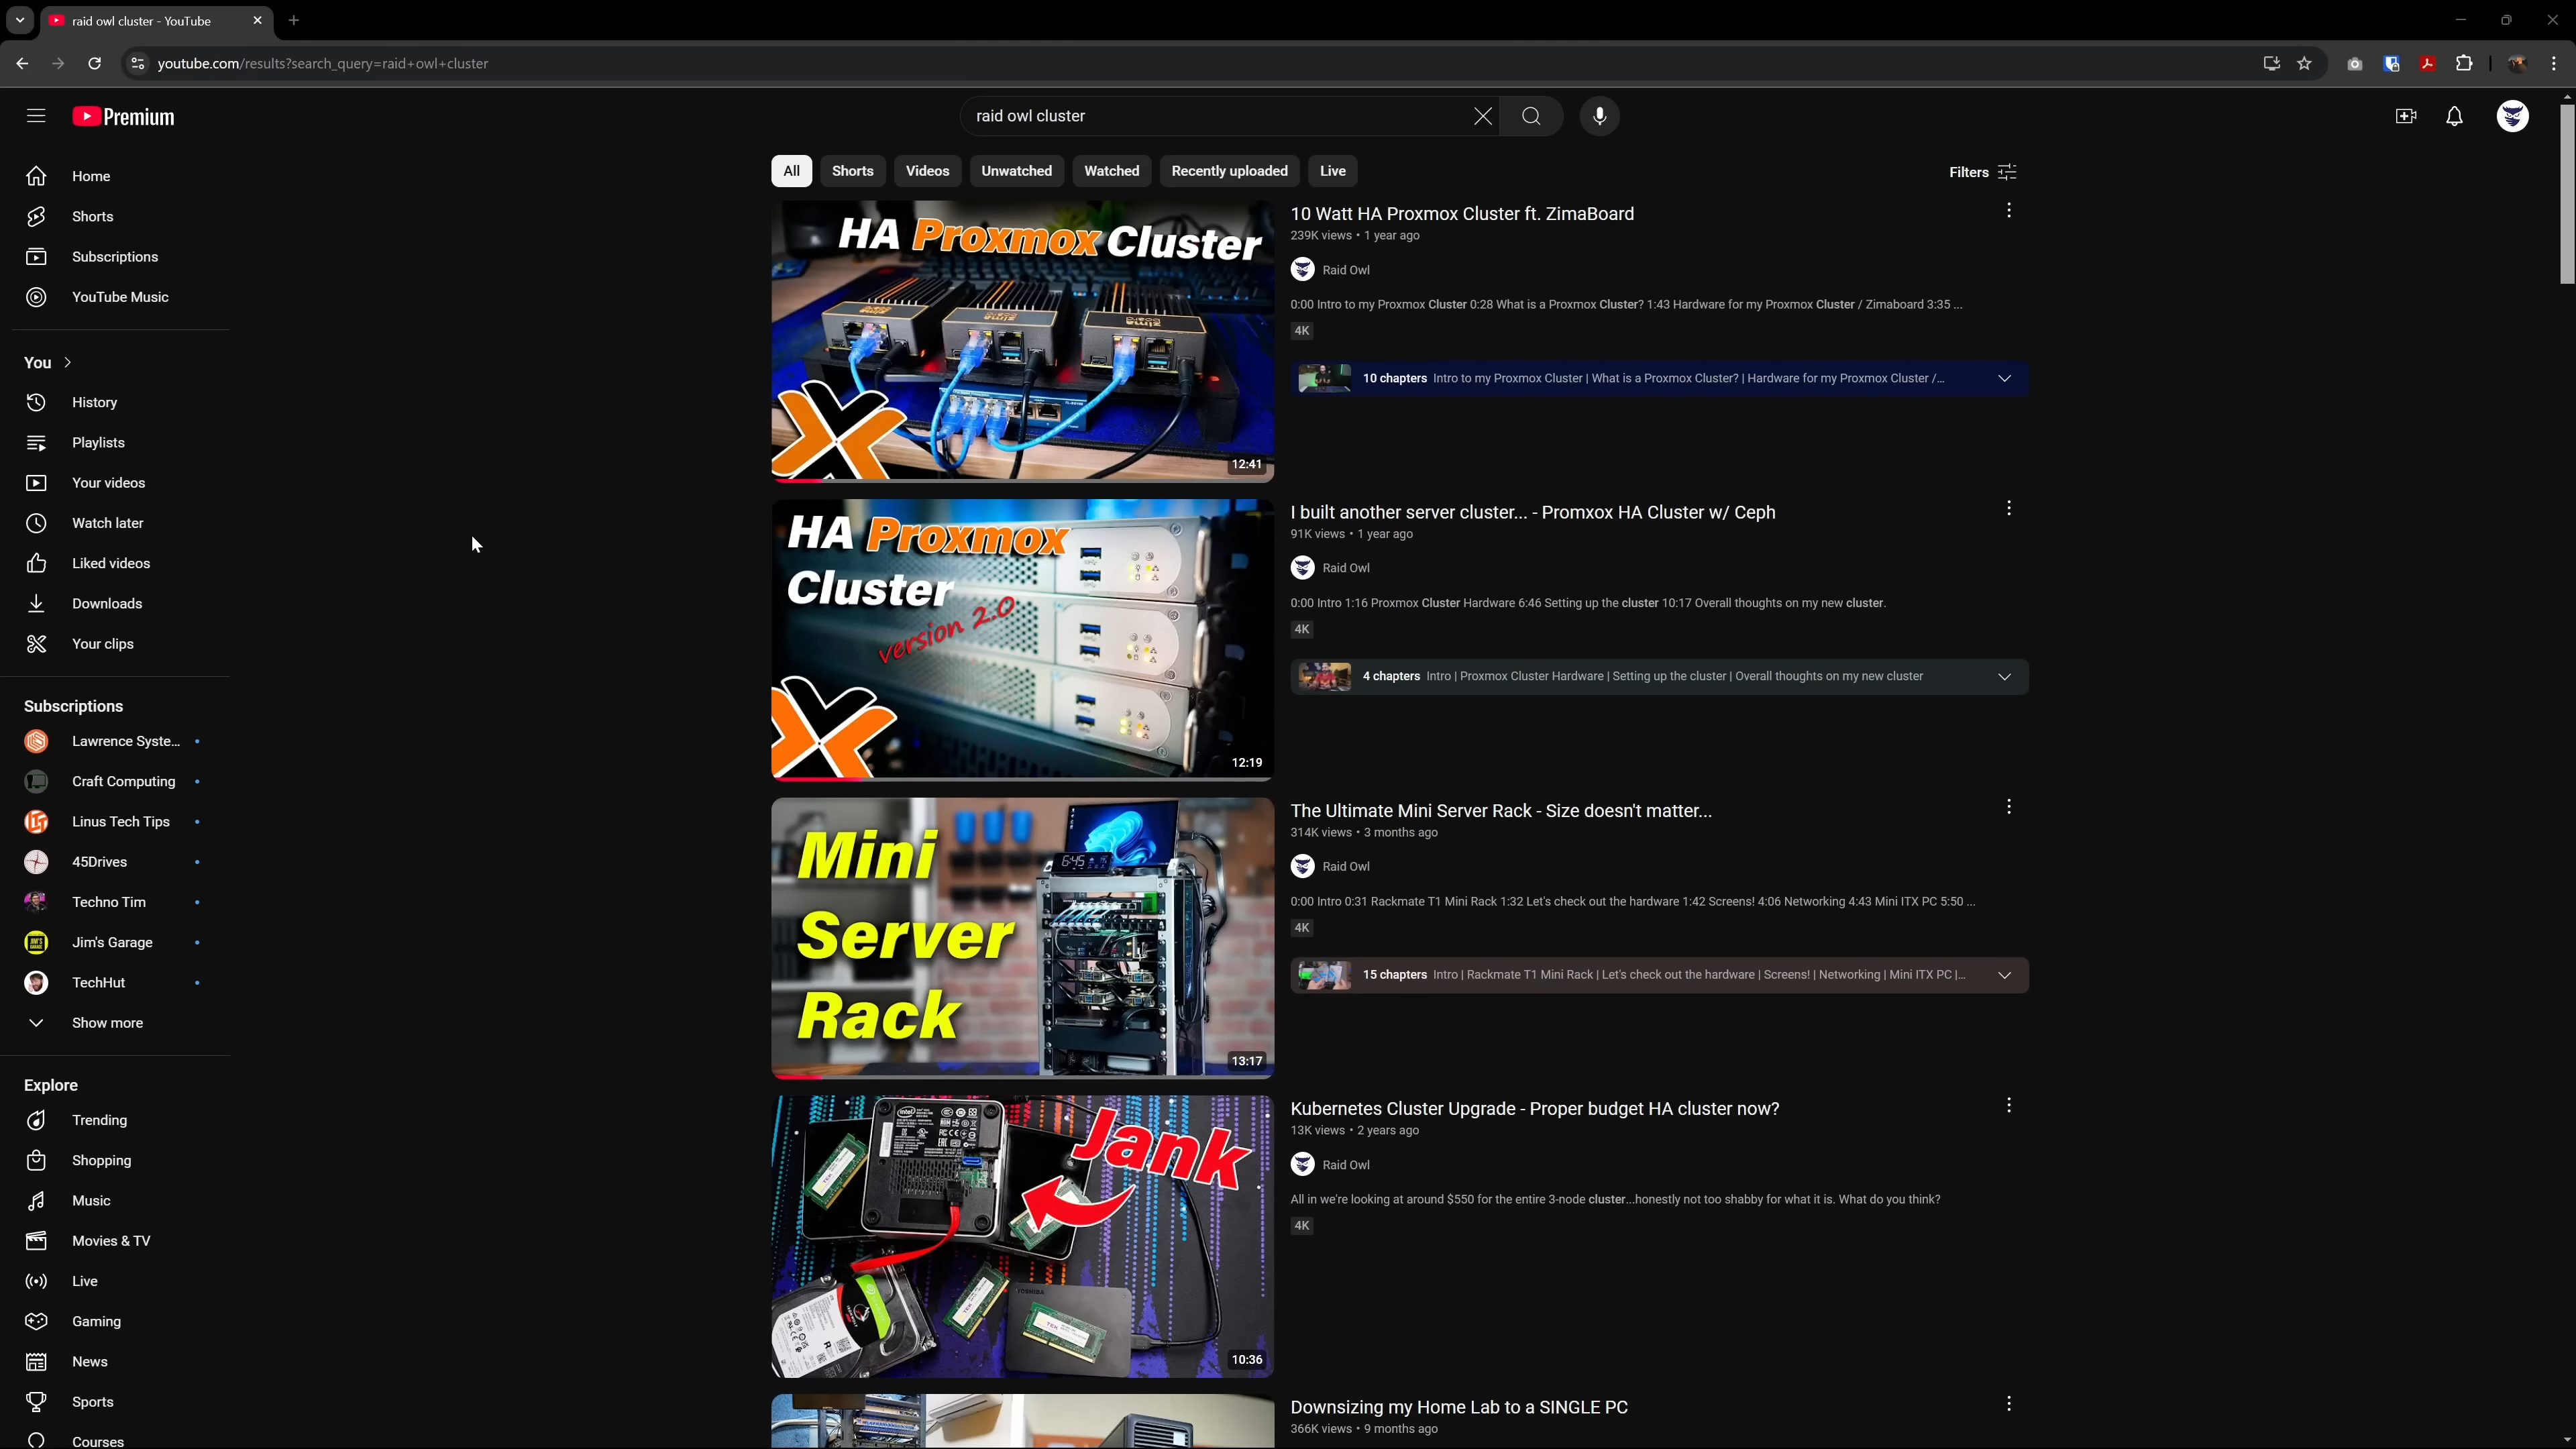 raid owl cluster - YouTube
youtube.com/results?search_query=raid+owl+cluster
Premium
raid owl cluster
Home
Shorts
Subscriptions
YouTube Music
You
History
Playlists
Your videos
Watch later
Liked videos
Downloads
Your clips
Subscriptions
Lawrence Syste...
Craft Computing
Linus Tech Tips
45Drives
Techno Tim
Jim's Garage
TechHut
Show more
Explore
Trending
Shopping
Music
Movies & TV
Live
Gaming
News
Sports
Courses
All
Shorts
Videos
Unwatched
Watched
Recently uploaded
Live
Filters
HA Proxmox Cluster
12:41
10 Watt HA Proxmox Cluster ft. ZimaBoard
239K views • 1 year ago
Raid Owl
0:00 Intro to my Proxmox Cluster 0:28 What is a Proxmox Cluster? 1:43 Hardware for my Proxmox Cluster / Zimaboard 3:35 ...
4K
10 chapters Intro to my Proxmox Cluster | What is a Proxmox Cluster? | Hardware for my Proxmox Cluster /...
HA Proxmox
Cluster
version 2.0
12:19
I built another server cluster... - Promxox HA Cluster w/ Ceph
91K views • 1 year ago
Raid Owl
0:00 Intro 1:16 Proxmox Cluster Hardware 6:46 Setting up the cluster 10:17 Overall thoughts on my new cluster.
4K
4 chapters Intro | Proxmox Cluster Hardware | Setting up the cluster | Overall thoughts on my new cluster
Mini
Server
Rack
6:45
13:17
The Ultimate Mini Server Rack - Size doesn't matter...
314K views • 3 months ago
Raid Owl
0:00 Intro 0:31 Rackmate T1 Mini Rack 1:32 Let's check out the hardware 1:42 Screens! 4:06 Networking 4:43 Mini ITX PC 5:50 ...
4K
15 chapters Intro | Rackmate T1 Mini Rack | Let's check out the hardware | Screens! | Networking | Mini ITX PC |...
Jank
intel
TOSHIBA
10:36
Kubernetes Cluster Upgrade - Proper budget HA cluster now?
13K views • 2 years ago
Raid Owl
All in we're looking at around $550 for the entire 3-node cluster...honestly not too shabby for what it is. What do you think?
4K
Downsizing my Home Lab to a SINGLE PC
366K views • 9 months ago